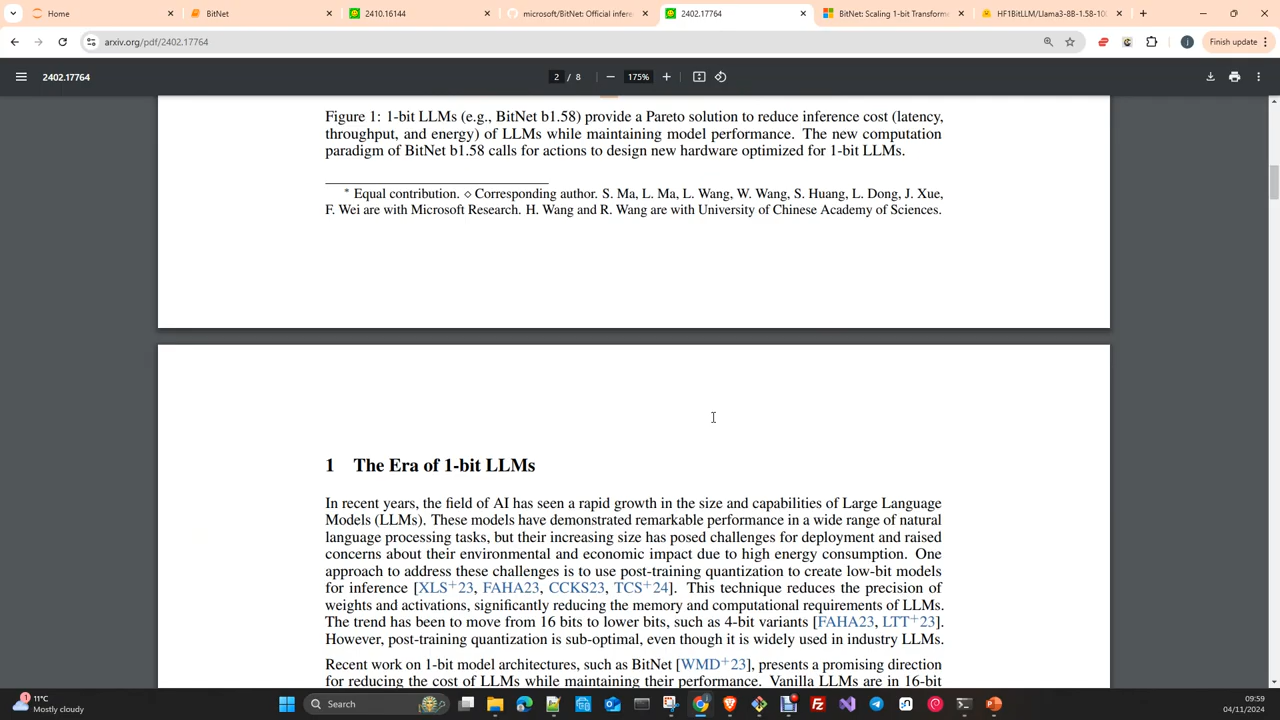 Home
BitNet
2410.16144
microsoft/BitNet: Official infere
2402.17764
BitNet: Scaling 1-bit Transform
HF1BitLLM/Llama3-8B-1.58-10
arxiv.org/pdf/2402.17764
Finish update
2402.17764
2 / 8
175%
Figure 1: 1-bit LLMs (e.g., BitNet b1.58) provide a Pareto solution to reduce inference cost (latency,
throughput, and energy) of LLMs while maintaining model performance. The new computation
paradigm of BitNet b1.58 calls for actions to design new hardware optimized for 1-bit LLMs.
* Equal contribution. ⋄ Corresponding author. S. Ma, L. Ma, L. Wang, W. Wang, S. Huang, L. Dong, J. Xue,
F. Wei are with Microsoft Research. H. Wang and R. Wang are with University of Chinese Academy of Sciences.
1 The Era of 1-bit LLMs
In recent years, the field of AI has seen a rapid growth in the size and capabilities of Large Language
Models (LLMs). These models have demonstrated remarkable performance in a wide range of natural
language processing tasks, but their increasing size has posed challenges for deployment and raised
concerns about their environmental and economic impact due to high energy consumption. One
approach to address these challenges is to use post-training quantization to create low-bit models
for inference [XLS+23, FAHA23, CCKS23, TCS+24]. This technique reduces the precision of
weights and activations, significantly reducing the memory and computational requirements of LLMs.
The trend has been to move from 16 bits to lower bits, such as 4-bit variants [FAHA23, LTT+23].
However, post-training quantization is sub-optimal, even though it is widely used in industry LLMs.
Recent work on 1-bit model architectures, such as BitNet [WMD+23], presents a promising direction
for reducing the cost of LLMs while maintaining their performance. Vanilla LLMs are in 16-bit
11°C
Mostly cloudy
Search
09:59
04/11/2024